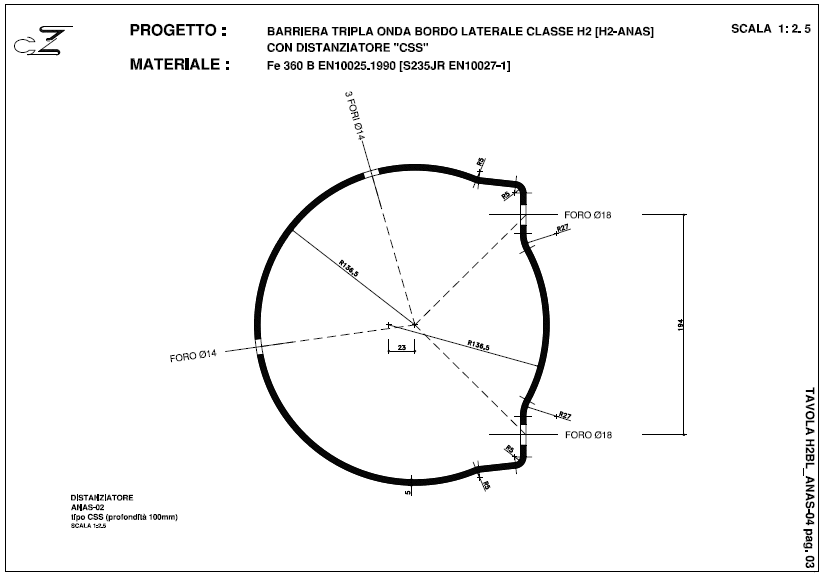 CZ
PROGETTO :
BARRIERA TRIPLA ONDA BORDO LATERALE CLASSE H2 [H2-ANAS]
CON DISTANZIATORE "CSS"
SCALA 1: 2. 5
MATERIALE :
Fe 360 B EN10025.1990 [S235JR EN10027-1]
3 FORI Ø14
R5
R5
FORO Ø18
R27
R136.5
194
23
R136.5
FORO Ø14
R27
FORO Ø18
R5
R5
5
DISTANZIATORE
ANAS-02
tipo CSS (profondità 100mm)
SCALA 1:2.5
TAVOLA H2BL_ANAS-04 pag. 03